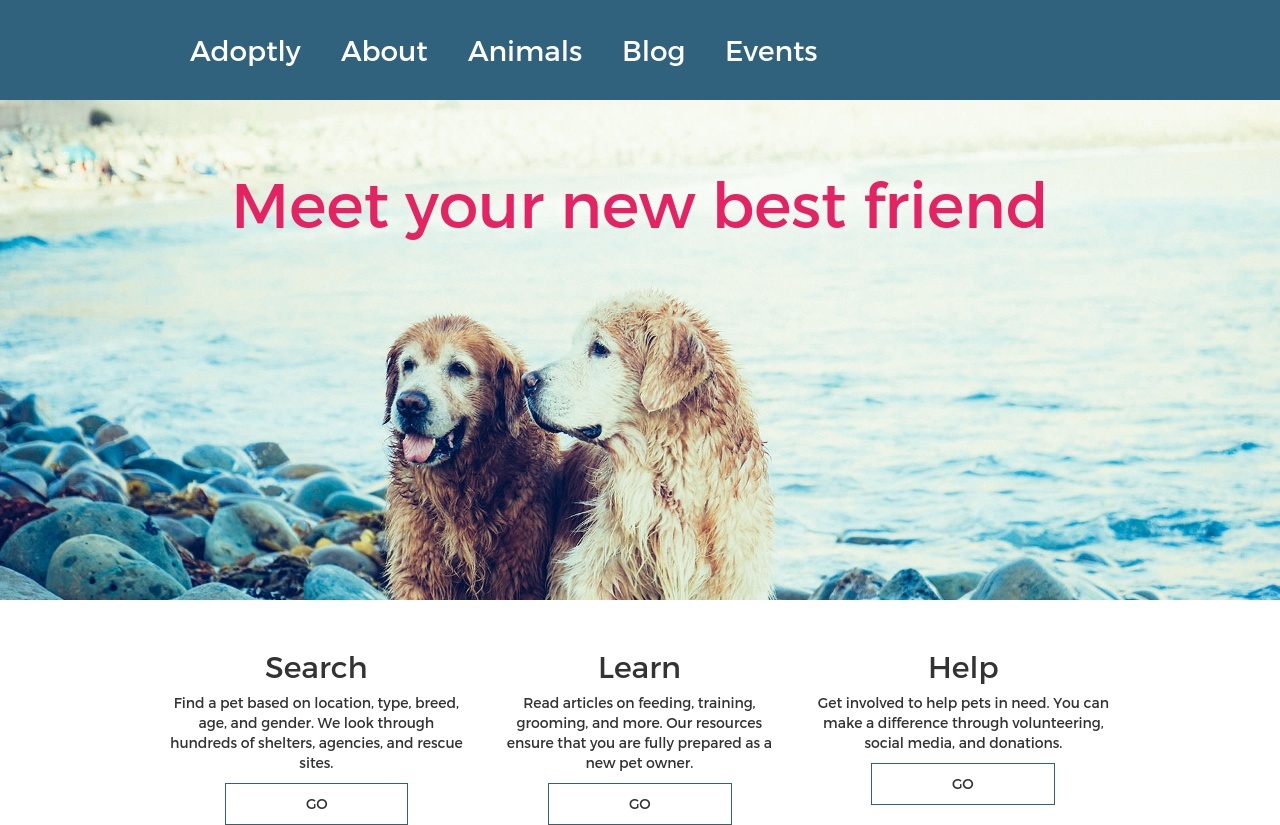 Adoptly About Animals Blog Events
Meet your new best friend
Search
Find a pet based on location, type, breed,
age, and gender. We look through
hundreds of shelters, agencies, and rescue
sites.
GO
Learn
Read articles on feeding, training,
grooming, and more. Our resources
ensure that you are fully prepared as a
new pet owner.
GO
Help
Get involved to help pets in need. You can
make a difference through volunteering,
social media, and donations.
GO